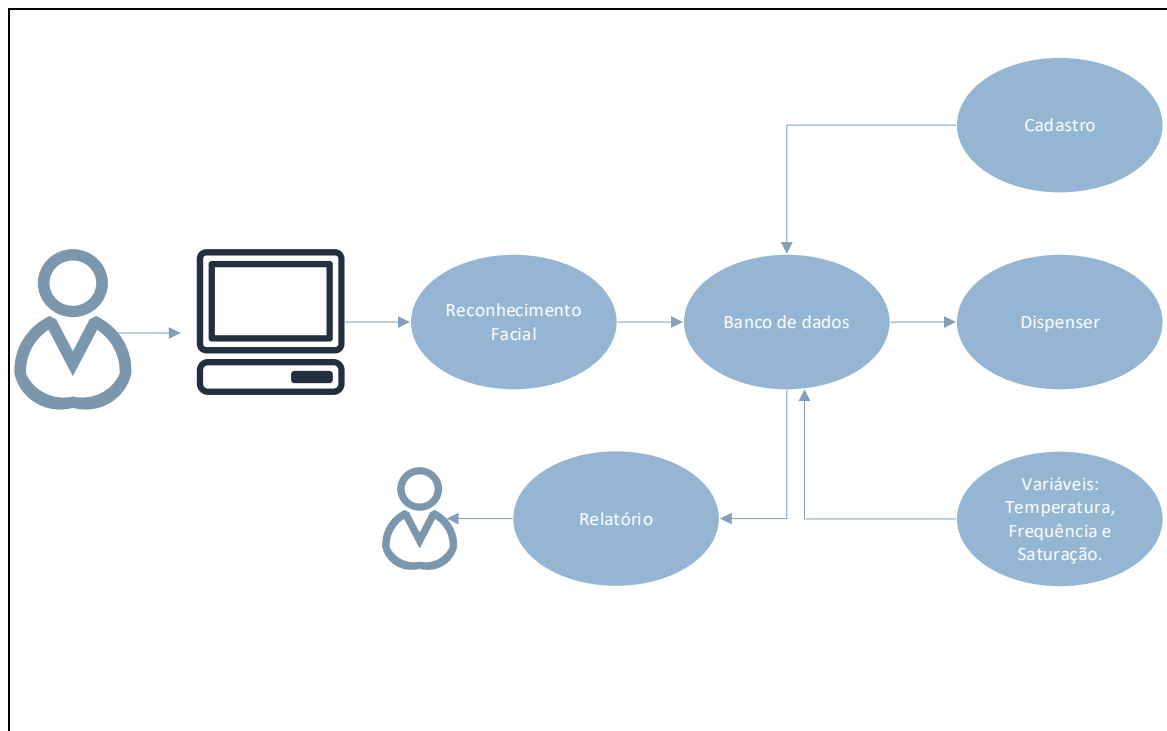 Cadastro
Reconhecimento
Facial
Banco de dados
Dispenser
Relatório
Variáveis:
Temperatura,
Frequência e
Saturação.